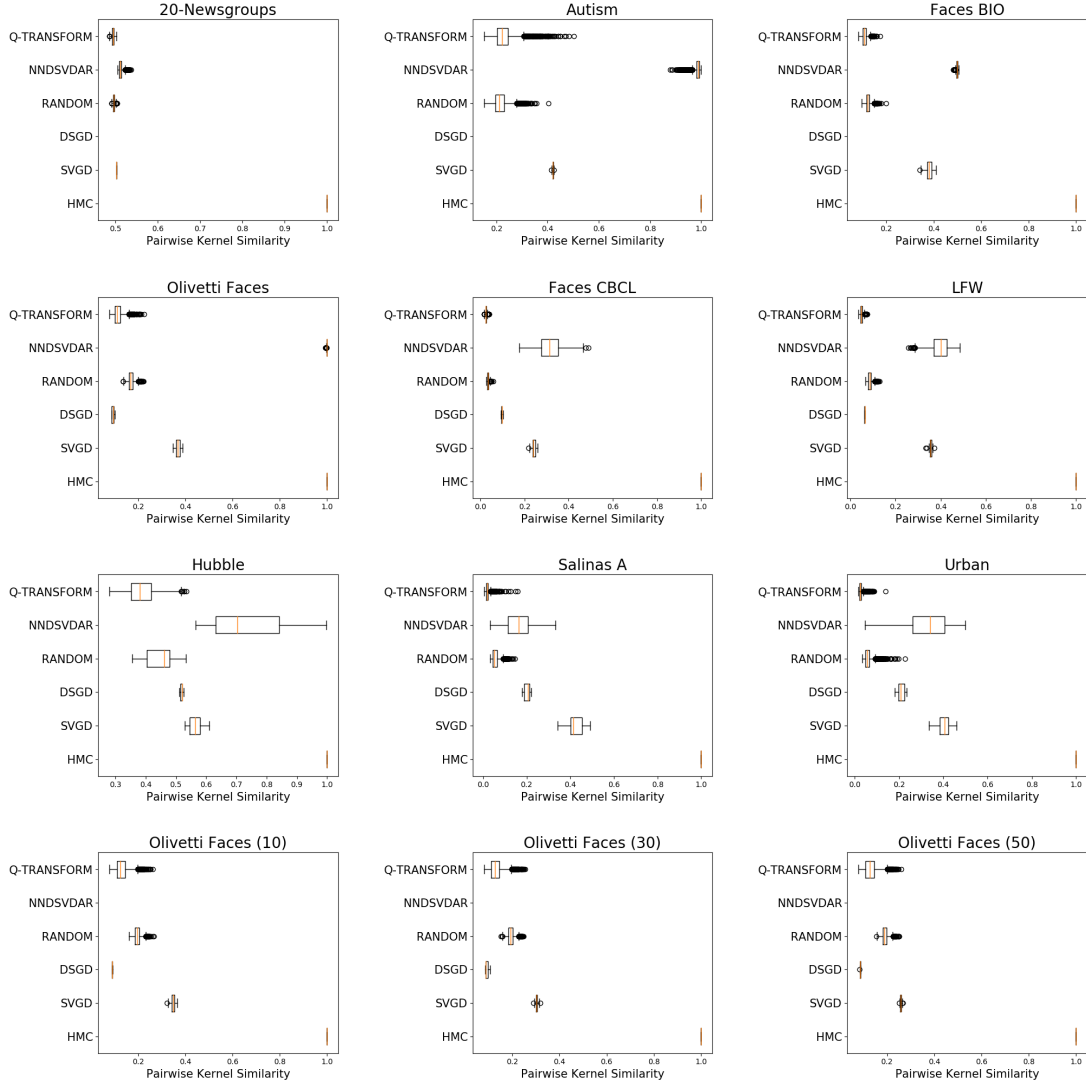 20-Newsgroups
Q-TRANSFORM
NNDSVDAR
RANDOM
DSGD
SVGD
HMC
0.5 0.6 0.7 0.8 0.9 1.0
Pairwise Kernel Similarity
Autism
Q-TRANSFORM
NNDSVDAR
RANDOM
DSGD
SVGD
HMC
0.2 0.4 0.6 0.8 1.0
Pairwise Kernel Similarity
Faces BIO
Q-TRANSFORM
NNDSVDAR
RANDOM
DSGD
SVGD
HMC
0.2 0.4 0.6 0.8 1.0
Pairwise Kernel Similarity
Olivetti Faces
Q-TRANSFORM
NNDSVDAR
RANDOM
DSGD
SVGD
HMC
0.2 0.4 0.6 0.8 1.0
Pairwise Kernel Similarity
Faces CBCL
Q-TRANSFORM
NNDSVDAR
RANDOM
DSGD
SVGD
HMC
0.0 0.2 0.4 0.6 0.8 1.0
Pairwise Kernel Similarity
LFW
Q-TRANSFORM
NNDSVDAR
RANDOM
DSGD
SVGD
HMC
0.0 0.2 0.4 0.6 0.8 1.0
Pairwise Kernel Similarity
Hubble
Q-TRANSFORM
NNDSVDAR
RANDOM
DSGD
SVGD
HMC
0.3 0.4 0.5 0.6 0.7 0.8 0.9 1.0
Pairwise Kernel Similarity
Salinas A
Q-TRANSFORM
NNDSVDAR
RANDOM
DSGD
SVGD
HMC
0.0 0.2 0.4 0.6 0.8 1.0
Pairwise Kernel Similarity
Urban
Q-TRANSFORM
NNDSVDAR
RANDOM
DSGD
SVGD
HMC
0.0 0.2 0.4 0.6 0.8 1.0
Pairwise Kernel Similarity
Olivetti Faces (10)
Q-TRANSFORM
NNDSVDAR
RANDOM
DSGD
SVGD
HMC
0.2 0.4 0.6 0.8 1.0
Pairwise Kernel Similarity
Olivetti Faces (30)
Q-TRANSFORM
NNDSVDAR
RANDOM
DSGD
SVGD
HMC
0.2 0.4 0.6 0.8 1.0
Pairwise Kernel Similarity
Olivetti Faces (50)
Q-TRANSFORM
NNDSVDAR
RANDOM
DSGD
SVGD
HMC
0.2 0.4 0.6 0.8 1.0
Pairwise Kernel Similarity